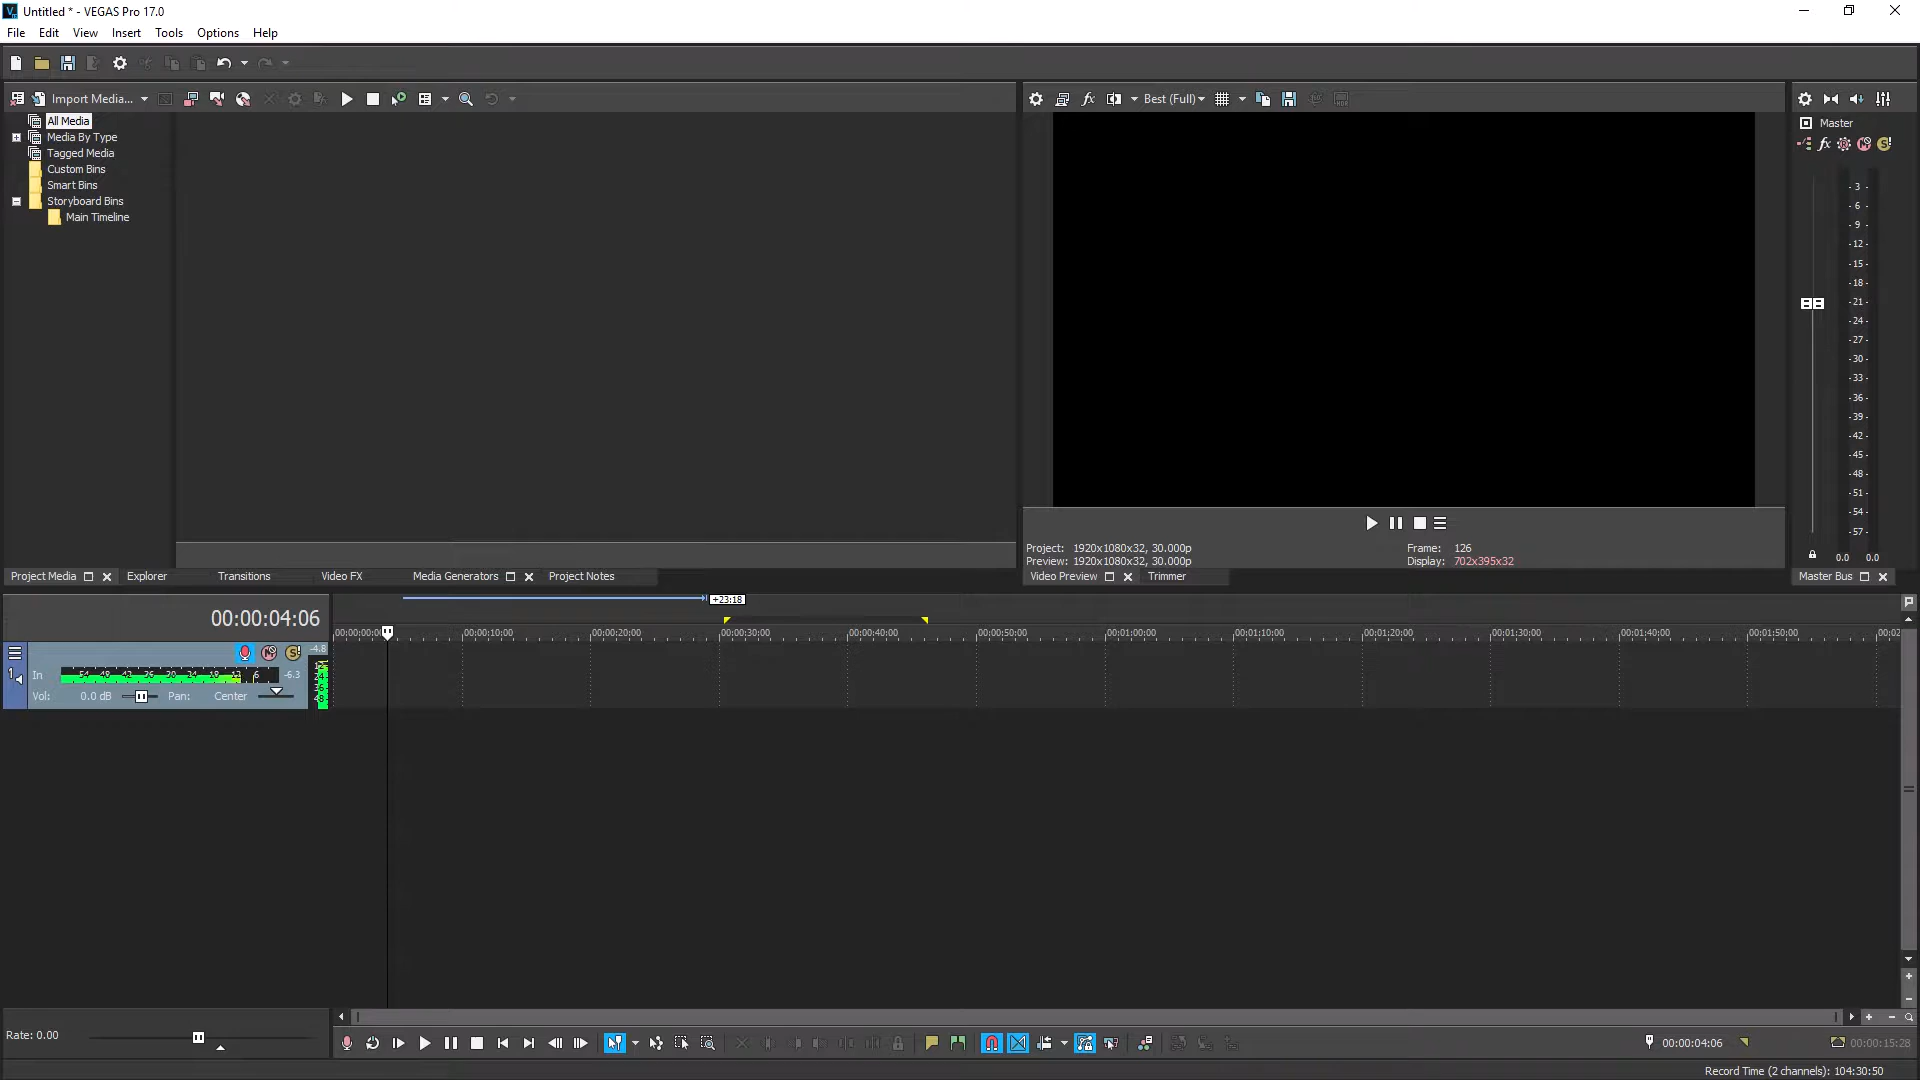 Untitled * - VEGAS Pro 17.0
File Edit View Insert Tools Options Help
Import Media...
Best (Full)
All Media
Media By Type
Tagged Media
Custom Bins
Smart Bins
Storyboard Bins
Main Timeline
Master
- 3 -
- 6 -
- 9 -
- 12 -
- 15 -
- 18 -
- 21 -
- 24 -
- 27 -
- 30 -
- 33 -
- 36 -
- 39 -
- 42 -
- 45 -
- 48 -
- 51 -
- 54 -
- 57 -
0.0 0.0
Project: 1920x1080x32, 30.000p
Preview: 1920x1080x32, 30.000p
Frame: 126
Display: 702x395x32
Project Media Explorer Transitions Video FX Media Generators Project Notes
Video Preview Trimmer
Master Bus
+23:18
00:00:04:06
00:00:10:00 00:00:20:00 00:00:30:00 00:00:40:00 00:00:50:00 00:01:00:00 00:01:10:00 00:01:20:00 00:01:30:00 00:01:40:00 00:01:50:00
-4.8
1
In -6.3
Vol: 0.0 dB Pan: Center
Rate: 0.00
00:00:04:06
00:00:15:28
Record Time (2 channels): 104:30:50